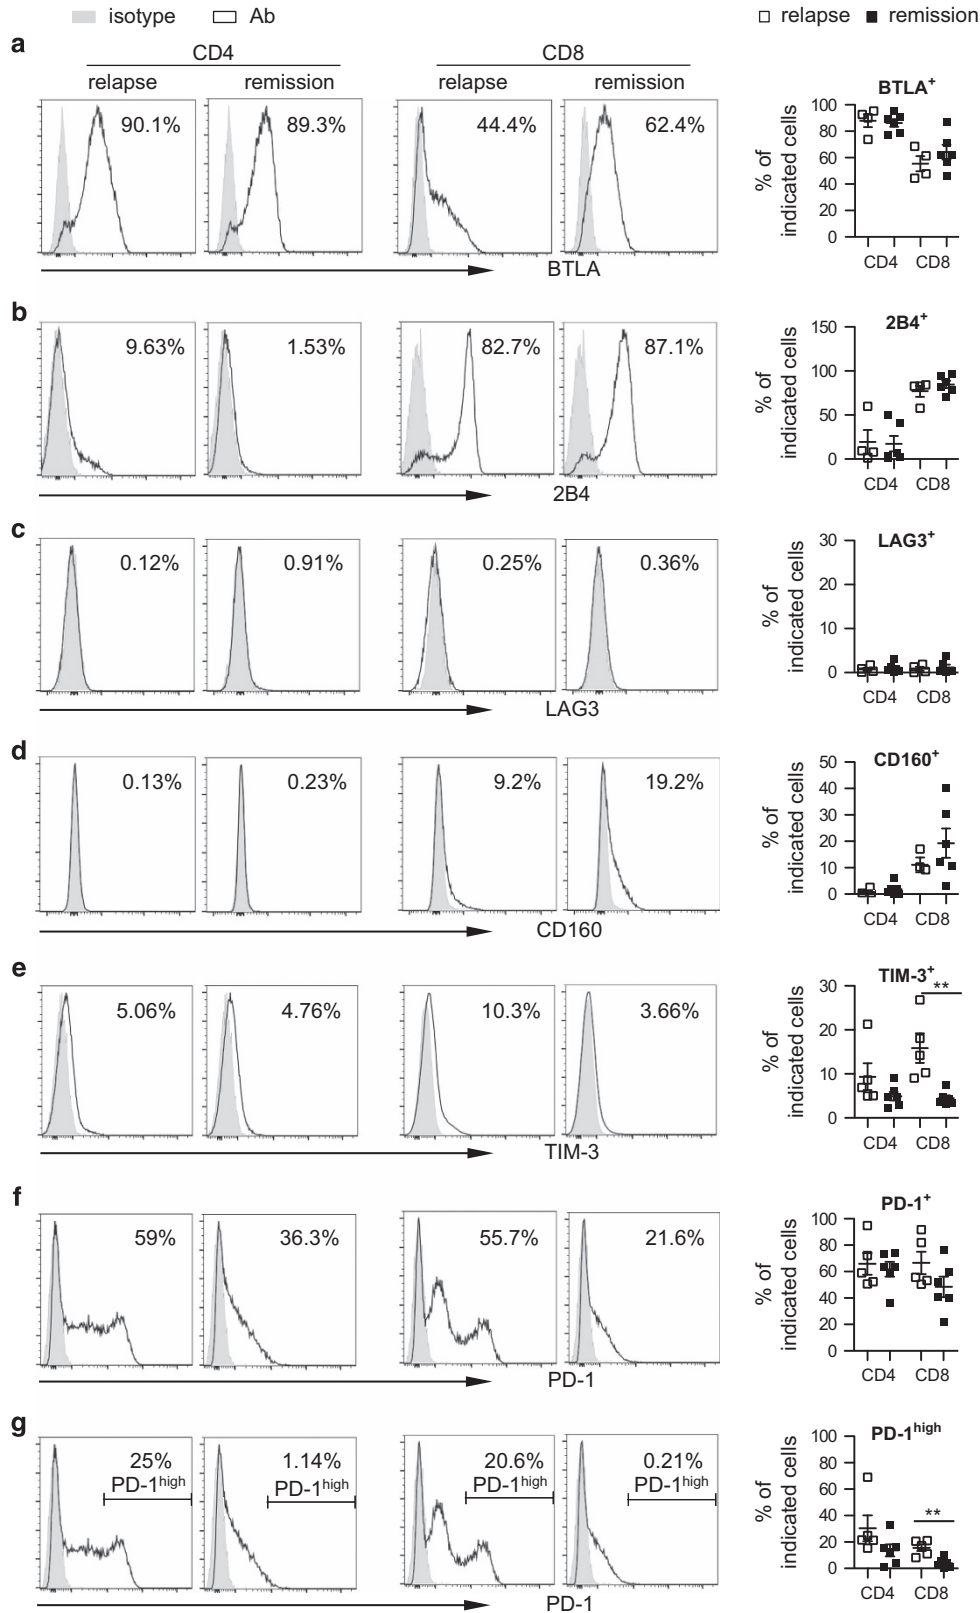 isotype Ab relapse remission
a
CD4 CD8
relapse remission relapse remission
90.1% 89.3% 44.4% 62.4%
BTLA
BTLA+
% of
indicated cells
100
80
60
40
20
0
CD4 CD8
b
9.63% 1.53% 82.7% 87.1%
2B4
2B4+
% of
indicated cells
150
100
50
0
CD4 CD8
c
0.12% 0.91% 0.25% 0.36%
LAG3
LAG3+
% of
indicated cells
30
20
10
0
CD4 CD8
d
0.13% 0.23% 9.2% 19.2%
CD160
CD160+
% of
indicated cells
50
40
30
20
10
0
CD4 CD8
e
5.06% 4.76% 10.3% 3.66%
TIM-3
TIM-3+
**
% of
indicated cells
30
20
10
0
CD4 CD8
f
59% 36.3% 55.7% 21.6%
PD-1
PD-1+
% of
indicated cells
100
80
60
40
20
0
CD4 CD8
g
25% 1.14% 20.6% 0.21%
PD-1high PD-1high PD-1high PD-1high
PD-1
PD-1high
**
% of
indicated cells
100
80
60
40
20
0
CD4 CD8